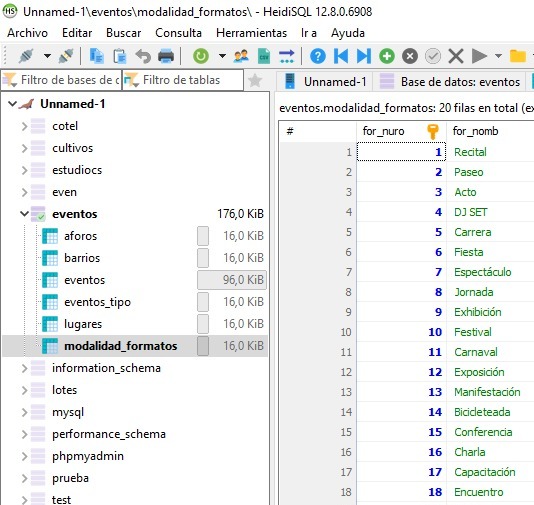 Unnamed-1\eventos\modalidad_formatos\ - HeidiSQL 12.8.0.6908
Archivo Editar Buscar Consulta Herramientas Ir a Ayuda
Filtro de bases de d Filtro de tablas
Unnamed-1 Base de datos: eventos
Unnamed-1
cotel
cultivos
estudiocs
even
eventos 176,0 KiB
aforos 16,0 KiB
barrios 16,0 KiB
eventos 96,0 KiB
eventos_tipo 16,0 KiB
lugares 16,0 KiB
modalidad_formatos 16,0 KiB
information_schema
lotes
mysql
performance_schema
phpmyadmin
prueba
test
eventos.modalidad_formatos: 20 filas en total (ex
# for_nuro for_nomb
1 1 Recital
2 2 Paseo
3 3 Acto
4 4 DJ SET
5 5 Carrera
6 6 Fiesta
7 7 Espectáculo
8 8 Jornada
9 9 Exhibición
10 10 Festival
11 11 Carnaval
12 12 Exposición
13 13 Manifestación
14 14 Bicicleteada
15 15 Conferencia
16 16 Charla
17 17 Capacitación
18 18 Encuentro